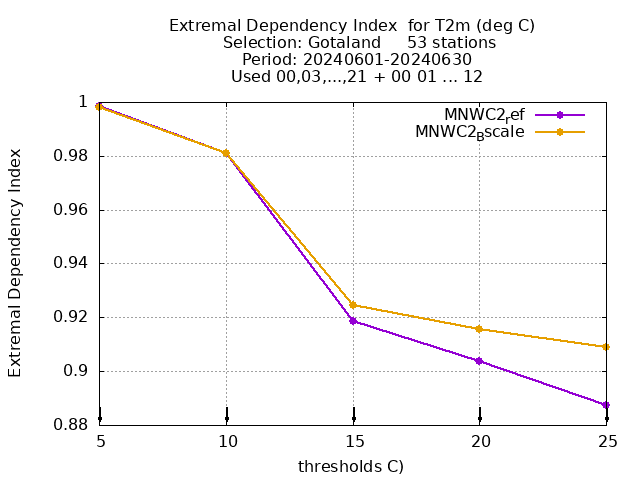 Extremal Dependency Index  for T2m (deg C)
Selection: Gotaland     53 stations
Period: 20240601-20240630
Used 00,03,...,21 + 00 01 ... 12
MNWC2ref
MNWC2Bscale
Extremal Dependency Index
1
0.98
0.96
0.94
0.92
0.9
0.88
5 10 15 20 25
thresholds C)